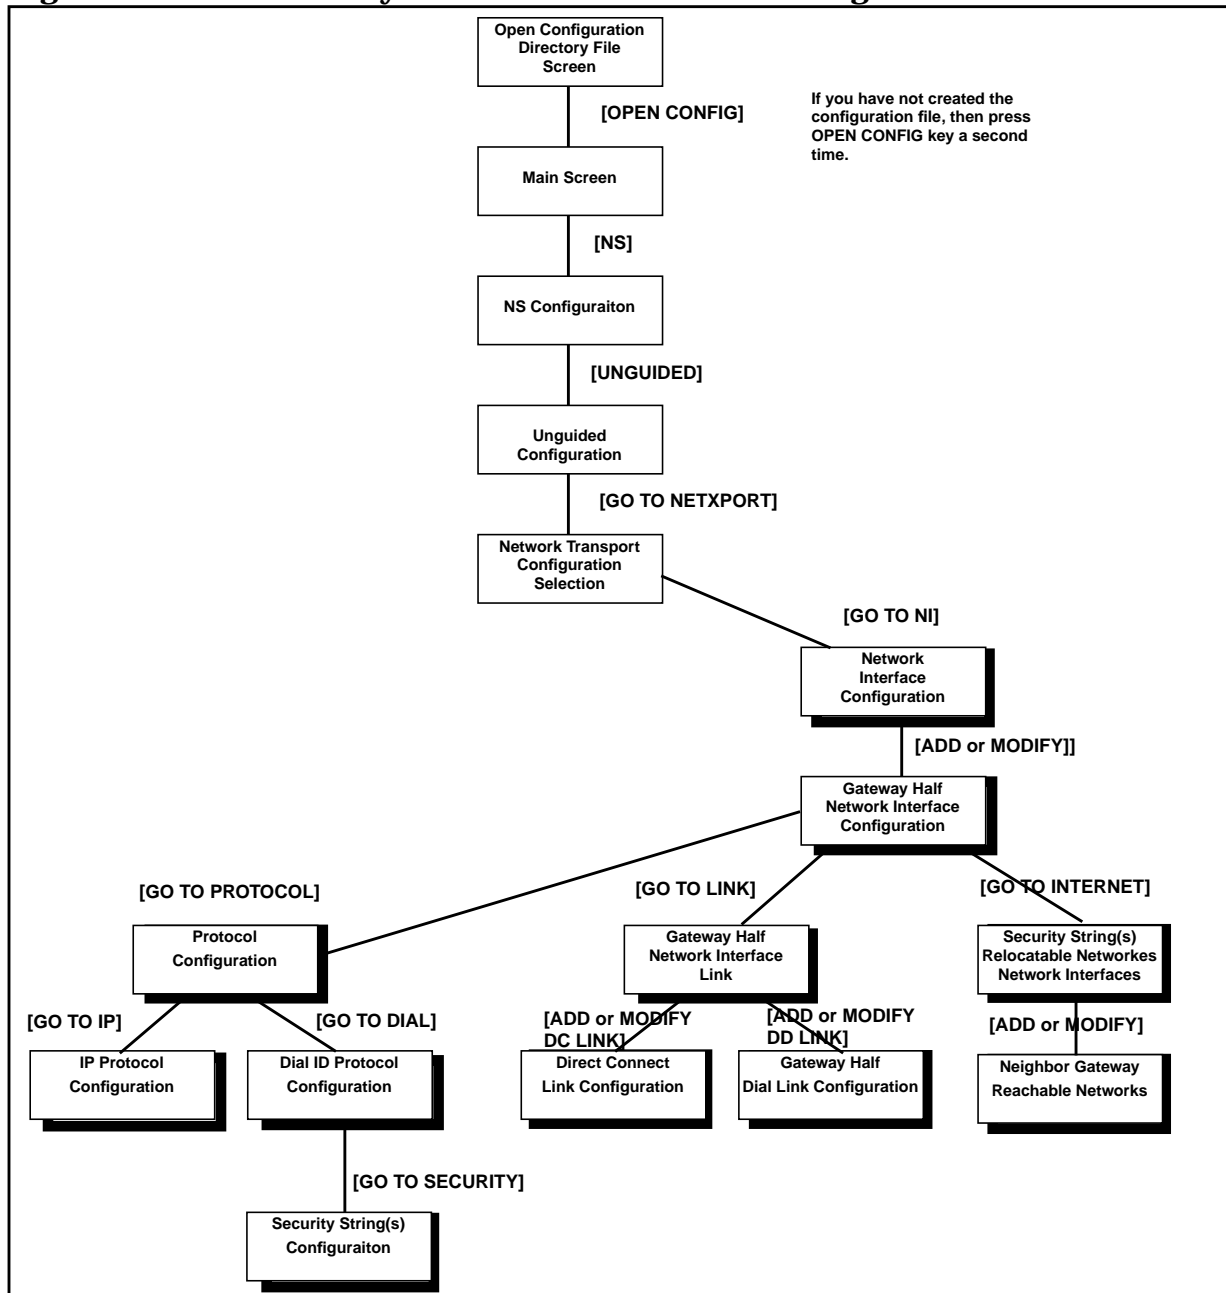 Open Configuration
Directory File
Screen
[OPEN CONFIG]
If you have not created the
configuration file, then press
OPEN CONFIG key a second
time.
Main Screen
[NS]
NS Configuraiton
[UNGUIDED]
Unguided
Configuration
[GO TO NETXPORT]
Network Transport
Configuration
Selection
[GO TO NI]
Network
Interface
Configuration
[ADD or MODIFY]]
Gateway Half
Network Interface
Configuration
[GO TO PROTOCOL]
[GO TO LINK]
[GO TO INTERNET]
Protocol
Configuration
Gateway Half
Network Interface
Link
Security String(s)
Relocatable Networkes
Network Interfaces
[GO TO IP]
[GO TO DIAL]
[ADD or MODIFY
DC LINK]
[ADD or MODIFY
DD LINK]
[ADD or MODIFY]
IP Protocol
Configuration
Dial ID Protocol
Configuration
Direct Connect
Link Configuration
Gateway Half
Dial Link Configuration
Neighbor Gateway
Reachable Networks
[GO TO SECURITY]
Security String(s)
Configuraiton